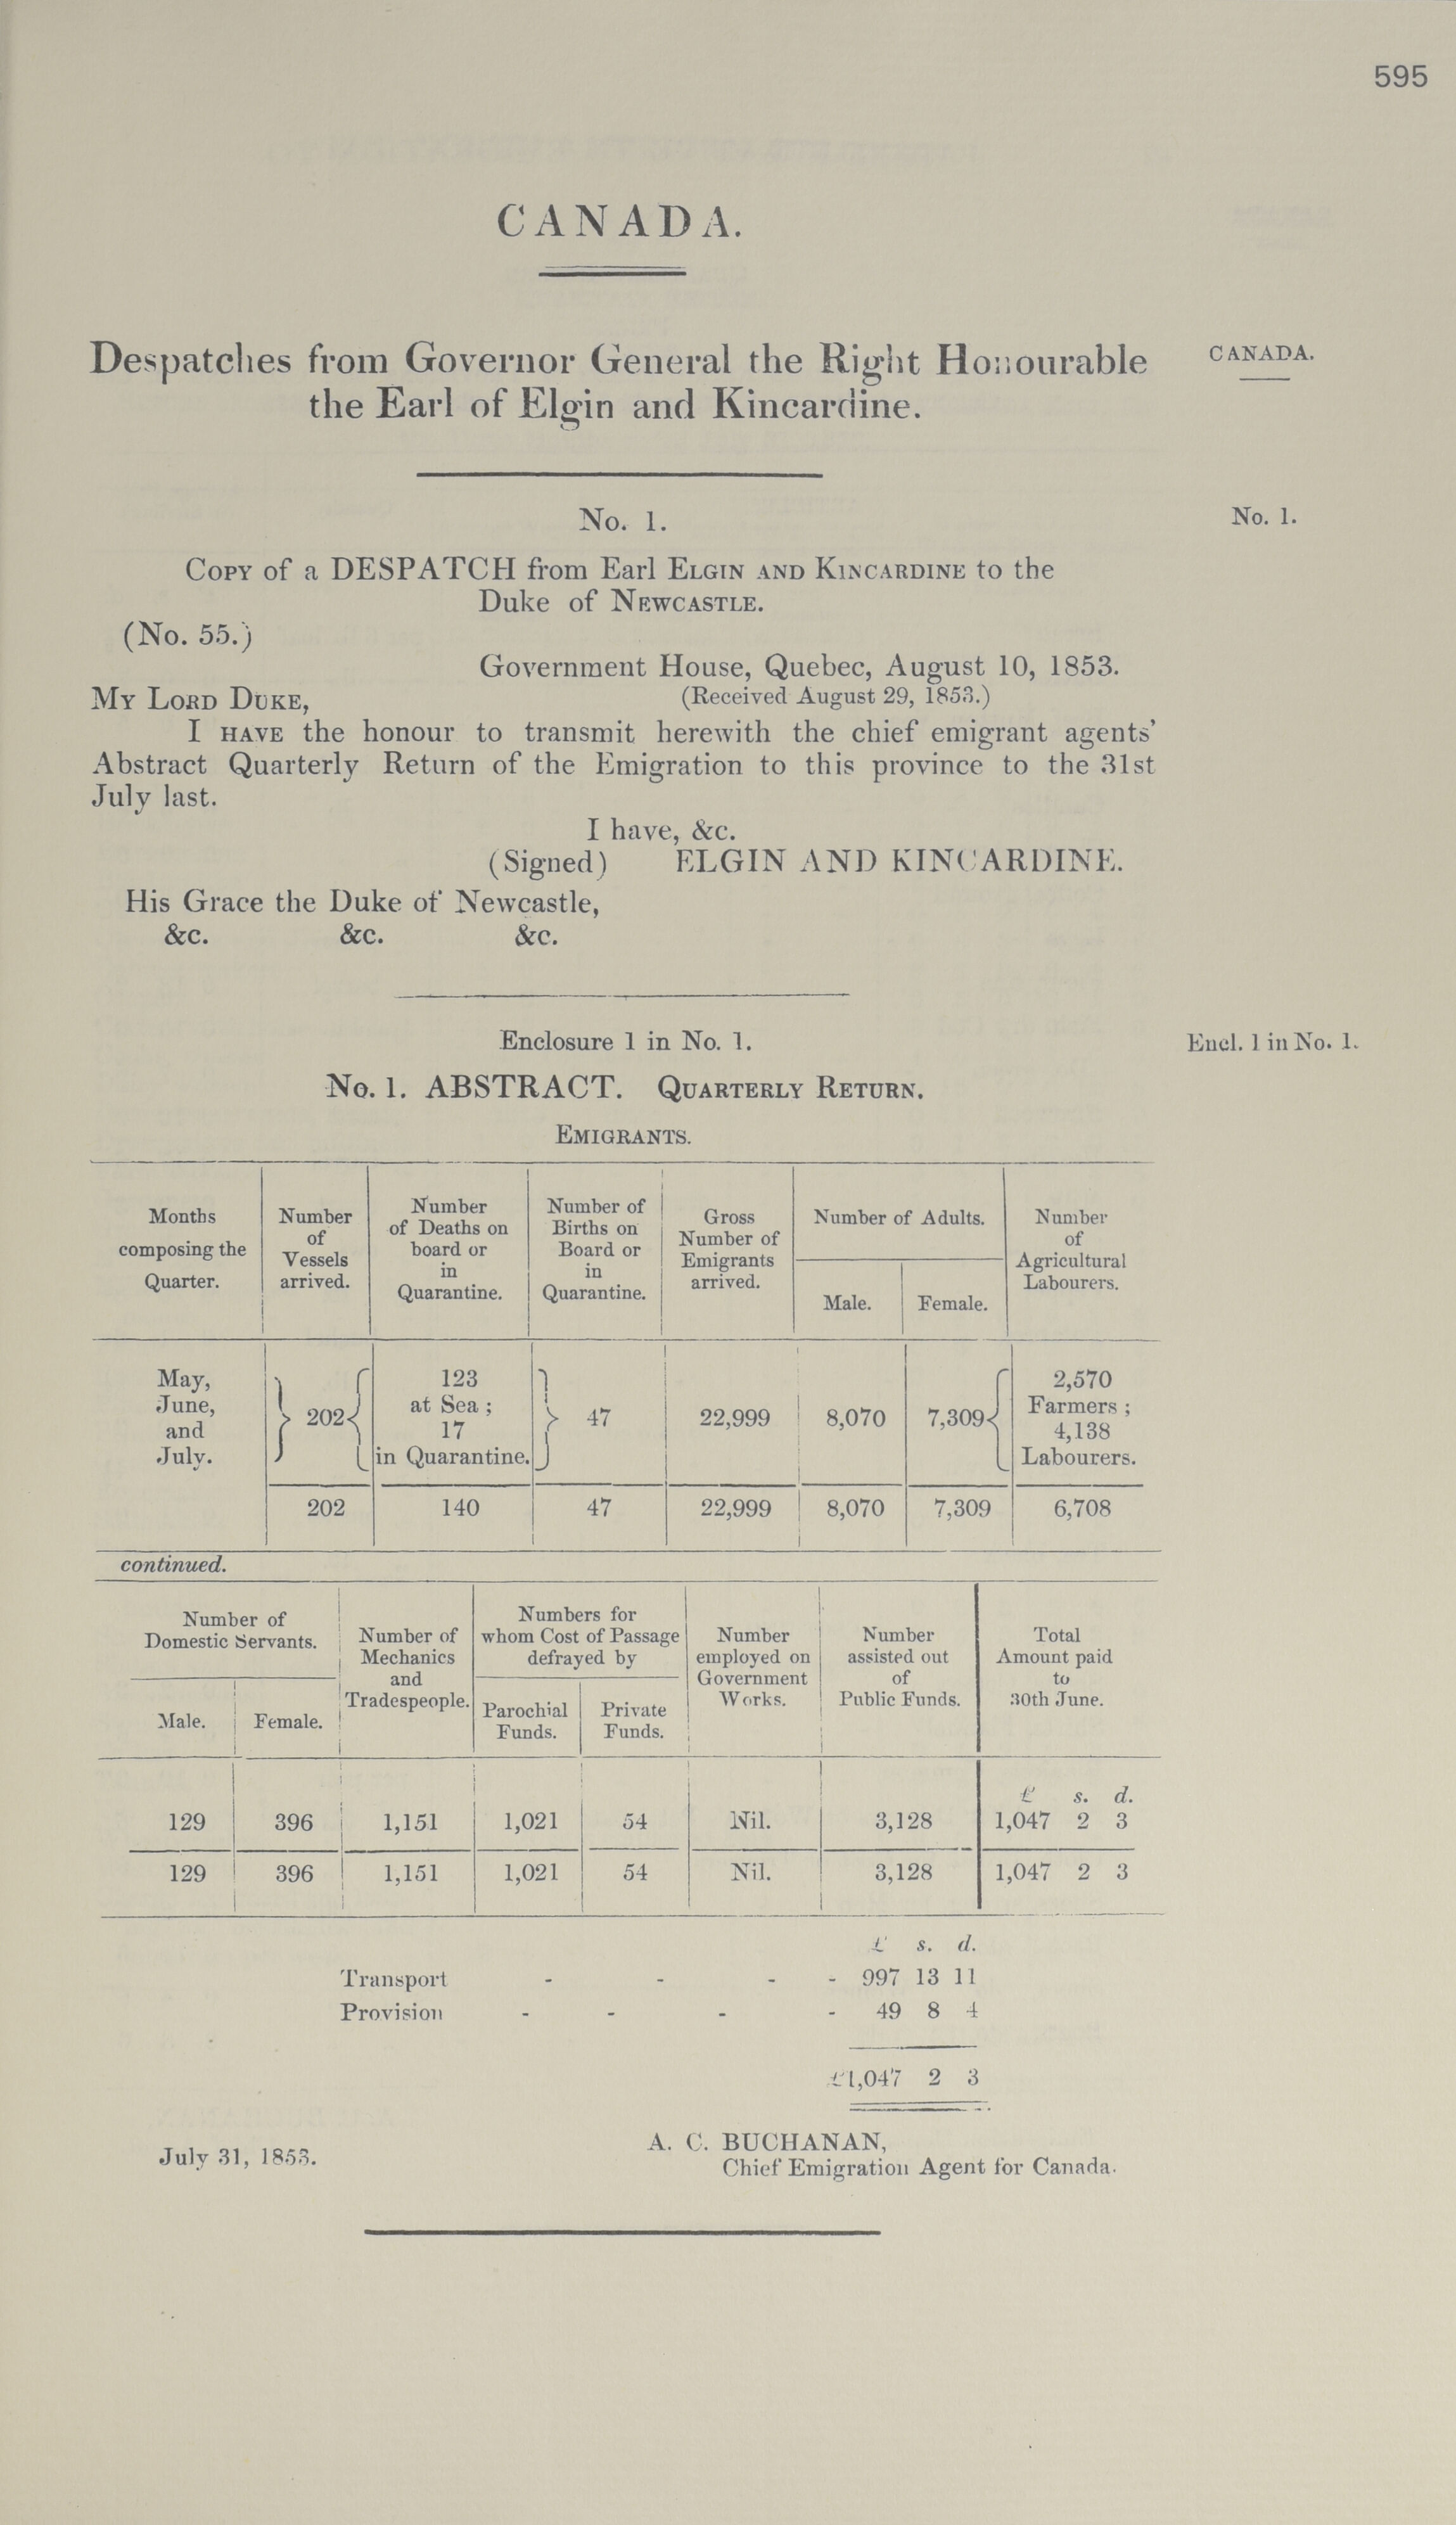 595
CANADA.
Despatches from Governor General the Right Honourable
the Earl of Elgin and Kincardine.
CANADA.
No. 1.
No. 1.
COPY of a DESPATCH from Earl ELGIN AND KINCARDINE to the
Duke of NEWCASTLE.
(No. 55.)
Government House, Quebec, August 10, 1853.
MY LORD DUKE,
(Received August 29, 1853.)
I HAVE the honour to transmit herewith the chief emigrant agents'
Abstract Quarterly Return of the Emigration to this province to the 31st
July last.
I have, &c.
(Signed) ELGIN AND KINCARDINE.
His Grace the Duke of Newcastle,
&c. &c. &c.
Enclosure 1 in No. 1.
Encl. 1 in No. 1.
No. 1. ABSTRACT. QUARTERLY RETURN.
EMIGRANTS.
Months
composing the
Quarter.
Number
of
Vessels
arrived.
Number
of Deaths on
board or
in
Quarantine.
Number of
Births on
Board or
in
Quarantine.
Gross
Number of
Emigrants
arrived.
Number of Adults.
Male.
Female.
Number
of
Agricultural
Labourers.
May,
June,
and
July.
202
123
at Sea ;
17
in Quarantine.
47
22,999
8,070
7,309
2,570
Farmers ;
4,138
Labourers.
202 140 47 22,999 8,070 7,309 6,708
continued.
Number of
Domestic Servants.
Male.
Female.
Number of
Mechanics
and
Tradespeople.
Numbers for
whom Cost of Passage
defrayed by
Parochial
Funds.
Private
Funds.
Number
employed on
Government
Works.
Number
assisted out
of
Public Funds.
Total
Amount paid
to
30th June.
£ s. d.
129 396 1,151 1,021 54 Nil. 3,128 1,047 2 3
129 396 1,151 1,021 54 Nil. 3,128 1,047 2 3
£ s. d.
Transport - - - - 997 13 11
Provision - - - - 49 8 4
£1,047 2 3
A. C. BUCHANAN,
July 31, 1853.
Chief Emigration Agent for Canada.